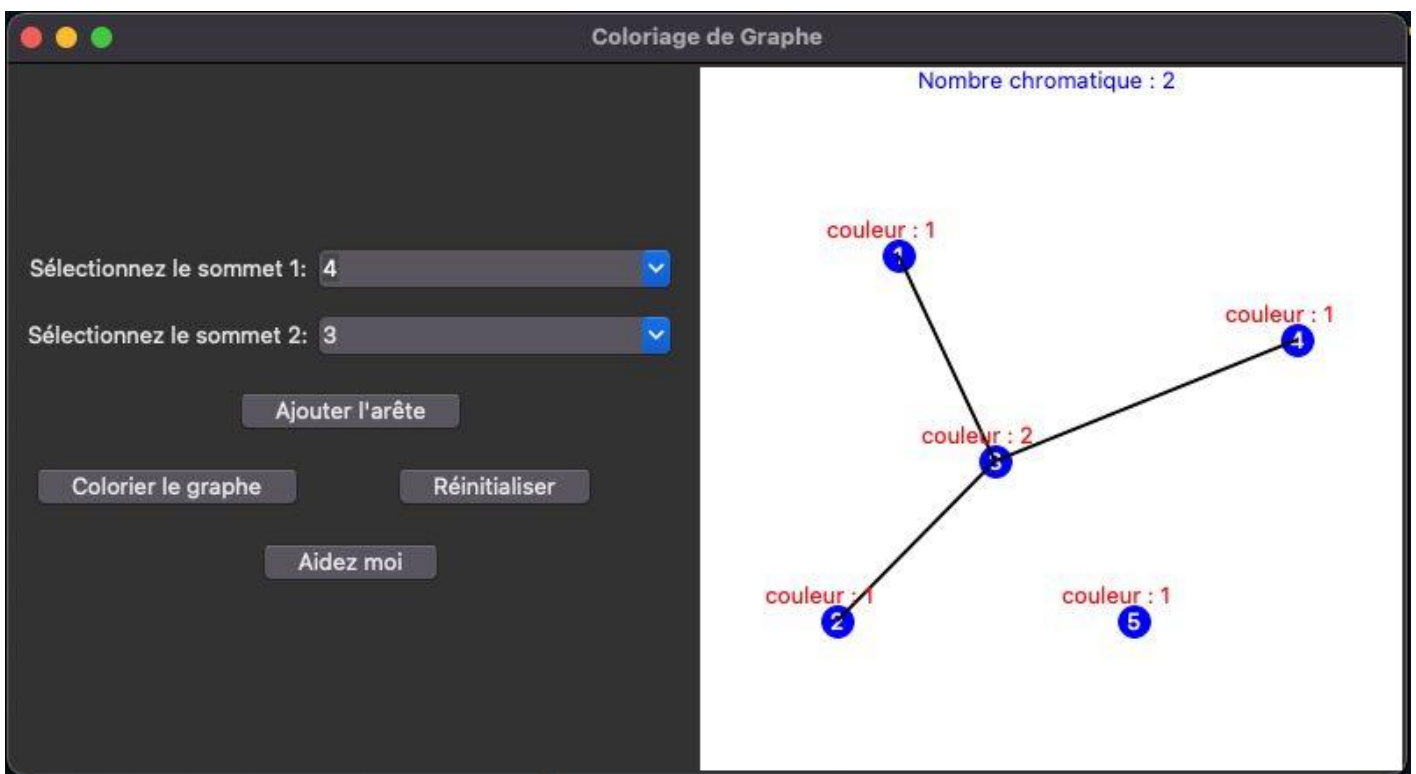 Coloriage de Graphe
Sélectionnez le sommet 1: 4
Sélectionnez le sommet 2: 3
Ajouter l'arête
Colorier le graphe
Réinitialiser
Aidez moi
Nombre chromatique : 2
couleur : 1
1
couleur : 1
4
couleur : 2
3
couleur : 1
2
couleur : 1
5